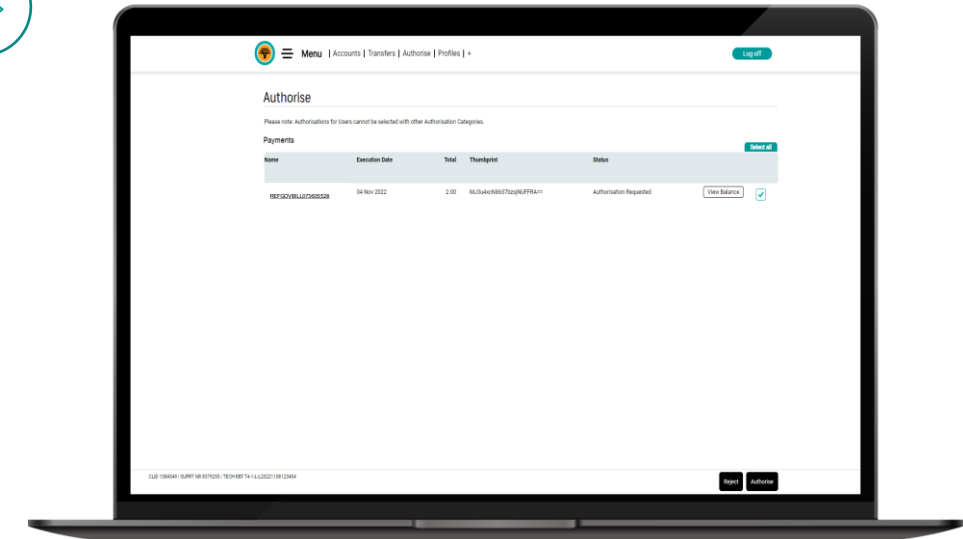 Menu | Accounts | Transfers | Authorise | Profiles | +
Log off
Authorise
Please note: Authorisations for Users cannot be selected with other Authorisation Categories.
Payments
Select all
Name Execution Date Total Thumbprint Status
REFGOVBILL073605528 04 Nov 2022 2.00 Authorisation Requested View Balance
Reject Authorise